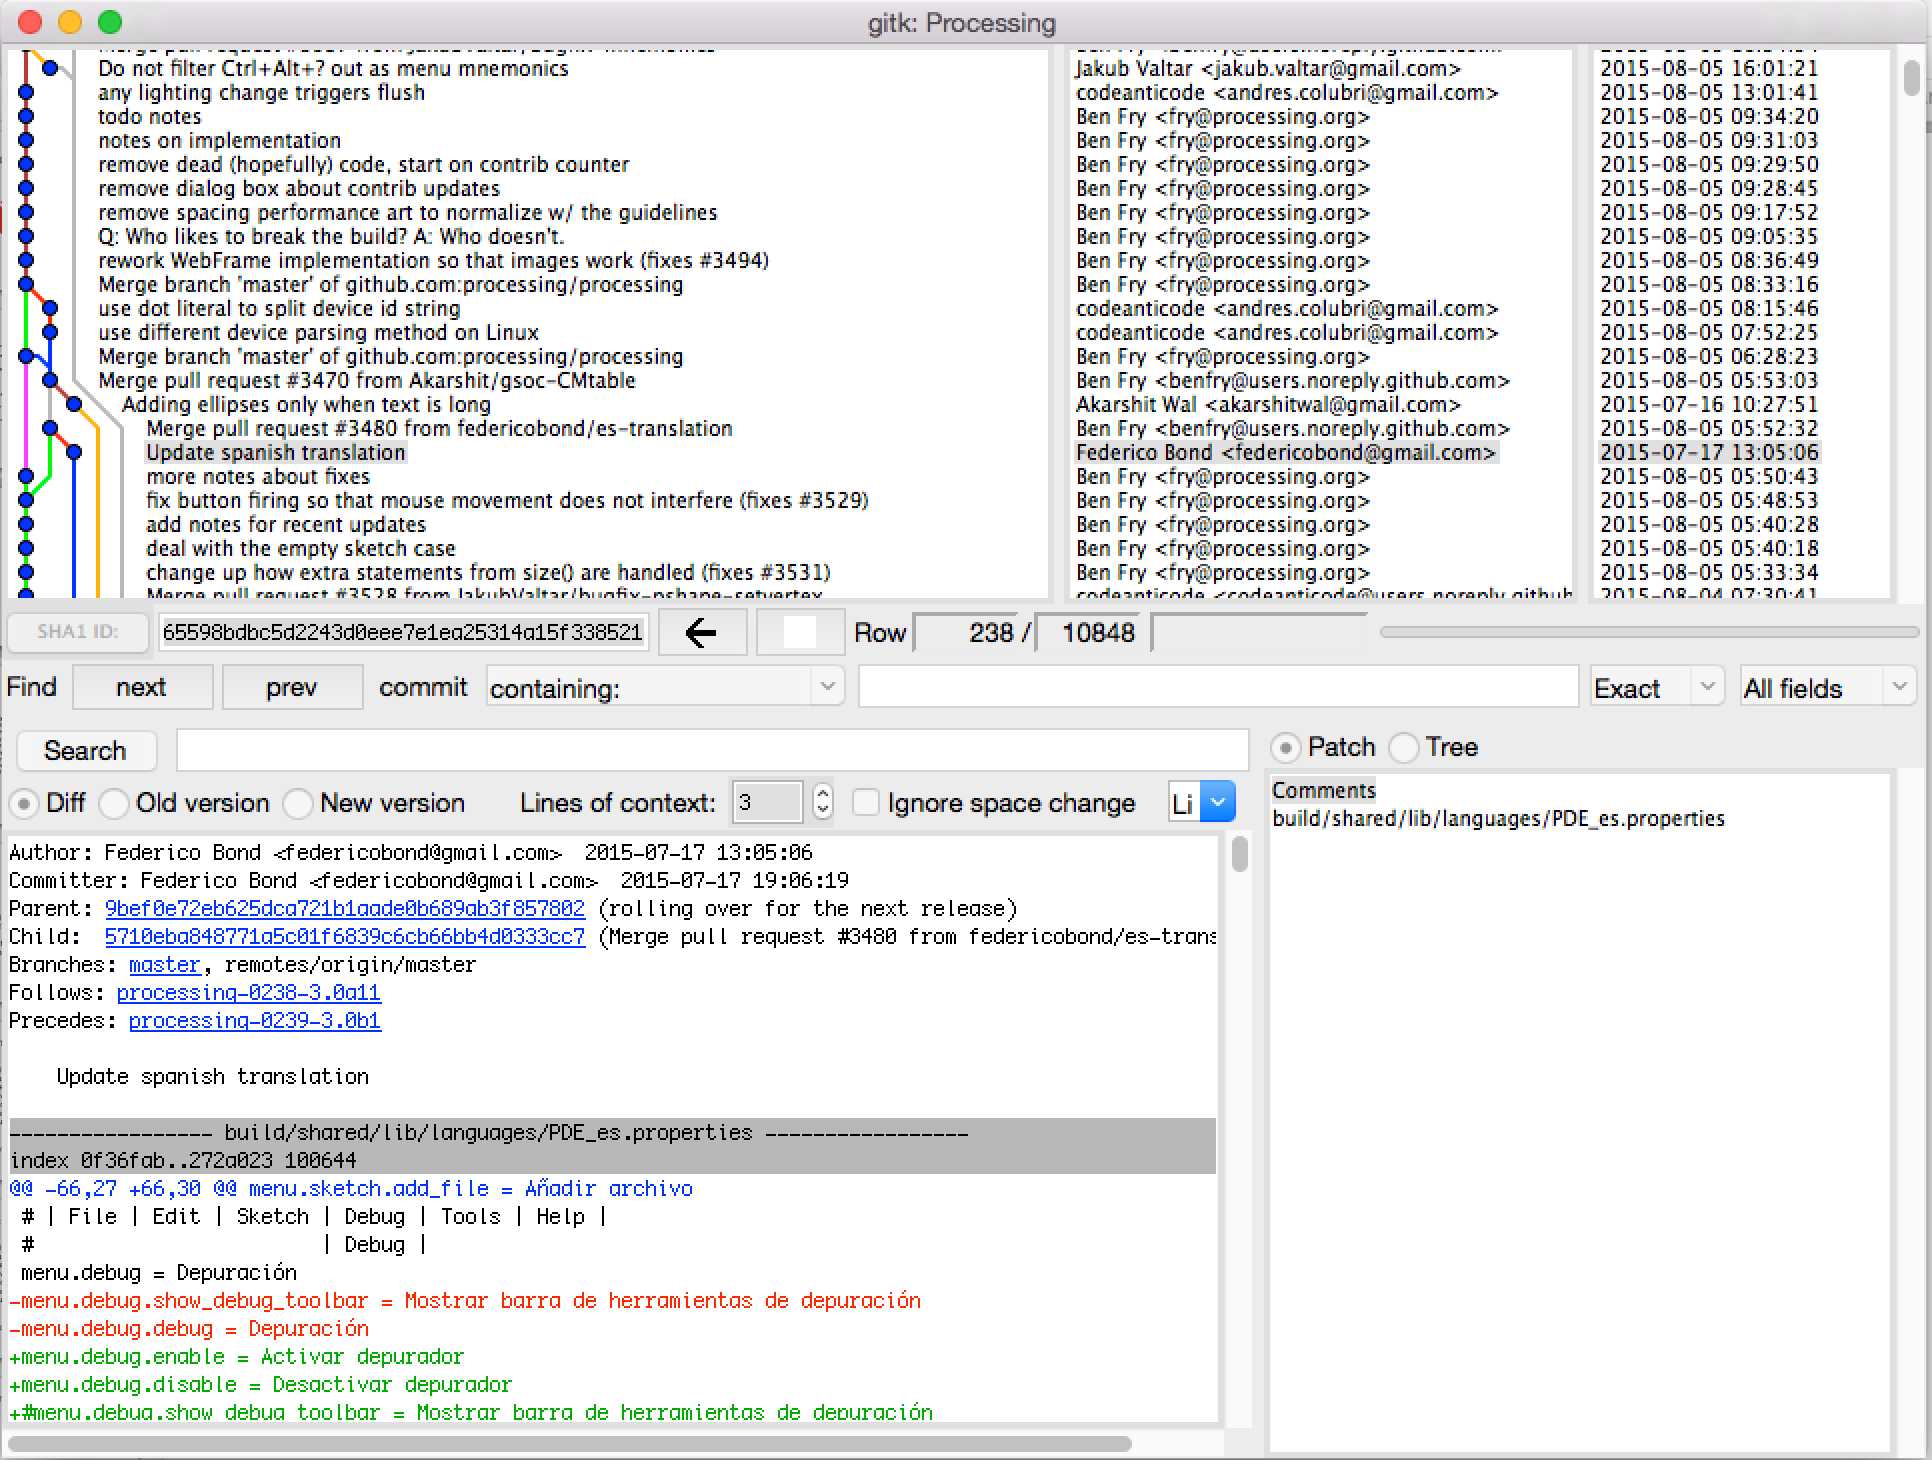 gitk: Processing
Do not filter Ctrl+Alt+? out as menu mnemonics Jakub Valtar <jakub.valtar@gmail.com> 2015-08-05 16:01:21
any lighting change triggers flush codeanticode <andres.colubri@gmail.com> 2015-08-05 13:01:41
todo notes Ben Fry <fry@processing.org> 2015-08-05 09:34:20
notes on implementation Ben Fry <fry@processing.org> 2015-08-05 09:31:03
remove dead (hopefully) code, start on contrib counter Ben Fry <fry@processing.org> 2015-08-05 09:29:50
remove dialog box about contrib updates Ben Fry <fry@processing.org> 2015-08-05 09:28:45
remove spacing performance art to normalize w/ the guidelines Ben Fry <fry@processing.org> 2015-08-05 09:17:52
Q: Who likes to break the build? A: Who doesn't. Ben Fry <fry@processing.org> 2015-08-05 09:05:35
rework WebFrame implementation so that images work (fixes #3494) Ben Fry <fry@processing.org> 2015-08-05 08:36:49
Merge branch 'master' of github.com:processing/processing Ben Fry <fry@processing.org> 2015-08-05 08:33:16
use dot literal to split device id string codeanticode <andres.colubri@gmail.com> 2015-08-05 08:15:46
use different device parsing method on Linux codeanticode <andres.colubri@gmail.com> 2015-08-05 07:52:25
Merge branch 'master' of github.com:processing/processing Ben Fry <fry@processing.org> 2015-08-05 06:28:23
Merge pull request #3470 from Akarshit/gsoc-CMtable Ben Fry <benfry@users.noreply.github.com> 2015-08-05 05:53:03
Adding ellipses only when text is long Akarshit Wal <akarshitwal@gmail.com> 2015-07-16 10:27:51
Merge pull request #3480 from federicobond/es-translation Ben Fry <benfry@users.noreply.github.com> 2015-08-05 05:52:32
Update spanish translation Federico Bond <federicobond@gmail.com> 2015-07-17 13:05:06
more notes about fixes Ben Fry <fry@processing.org> 2015-08-05 05:50:43
fix button firing so that mouse movement does not interfere (fixes #3529) Ben Fry <fry@processing.org> 2015-08-05 05:48:53
add notes for recent updates Ben Fry <fry@processing.org> 2015-08-05 05:40:28
deal with the empty sketch case Ben Fry <fry@processing.org> 2015-08-05 05:40:18
change up how extra statements from size() are handled (fixes #3531) Ben Fry <fry@processing.org> 2015-08-05 05:33:34
Merge pull request #3528 from JakubValtar/bugfix-pshape-setvertex codeanticode <codeanticode@users.noreply.github 2015-08-04 07:30:41
SHA1 ID: 65598bdbc5d2243d0eee7e1ea25314a15f338521 Row 238 / 10848
Find next prev commit containing: Exact All fields
Search Patch Tree
Diff Old version New version Lines of context: 3 Ignore space change Li
Comments
build/shared/lib/languages/PDE_es.properties
Author: Federico Bond <federicobond@gmail.com> 2015-07-17 13:05:06
Committer: Federico Bond <federicobond@gmail.com> 2015-07-17 19:06:19
Parent: 9bef0e72eb625dca721b1aade0b689ab3f857802 (rolling over for the next release)
Child: 5710eba848771a5c01f6839c6cb66bb4d0333cc7 (Merge pull request #3480 from federicobond/es-trans
Branches: master, remotes/origin/master
Follows: processing-0238-3.0a11
Precedes: processing-0239-3.0b1
Update spanish translation
----------------- build/shared/lib/languages/PDE_es.properties -----------------
index 0f36fab..272a023 100644
@@ -66,27 +66,30 @@ menu.sketch.add_file = Añadir archivo
# | File | Edit | Sketch | Debug | Tools | Help |
# | Debug |
menu.debug = Depuración
-menu.debug.show_debug_toolbar = Mostrar barra de herramientas de depuración
-menu.debug.debug = Depuración
+menu.debug.enable = Activar depurador
+menu.debug.disable = Desactivar depurador
+#menu.debug.show_debug_toolbar = Mostrar barra de herramientas de depuración